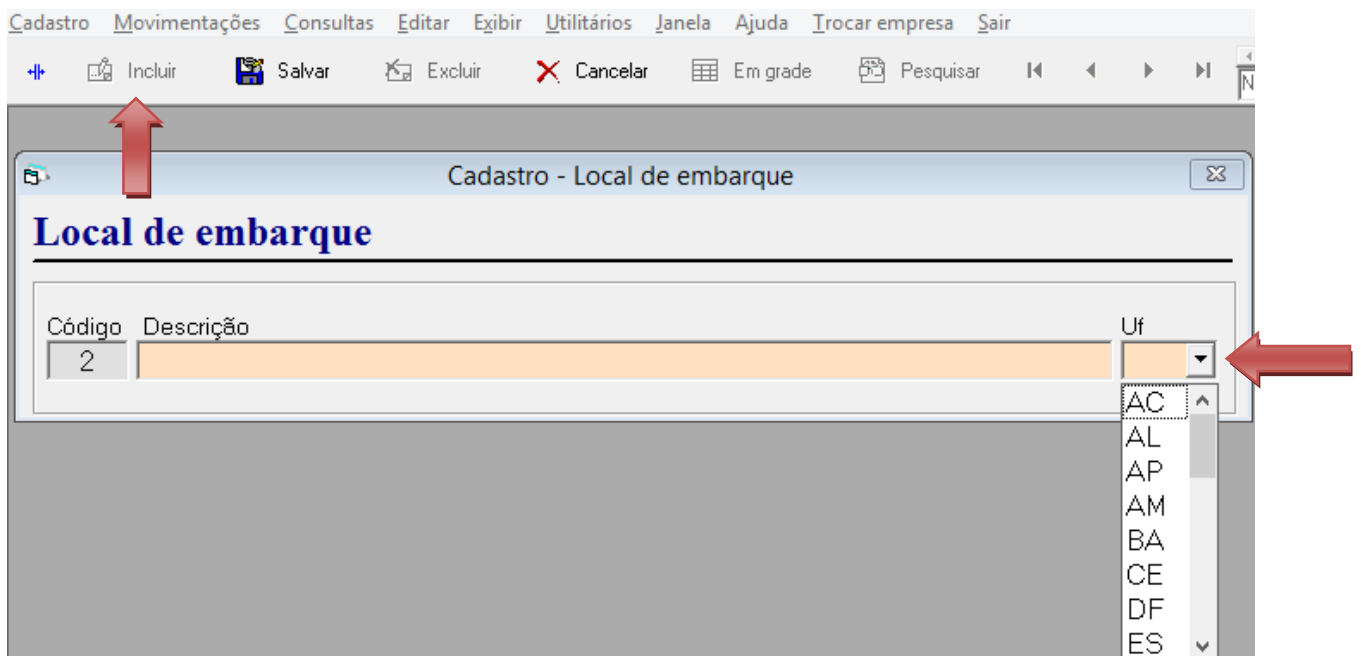 Cadastro Movimentações Consultas Editar Exibir Utilitários Janela Ajuda Trocar empresa Sair
Incluir Salvar Excluir Cancelar Em grade Pesquisar N
Cadastro - Local de embarque
Local de embarque
Código Descrição Uf
2
AC
AL
AP
AM
BA
CE
DF
ES